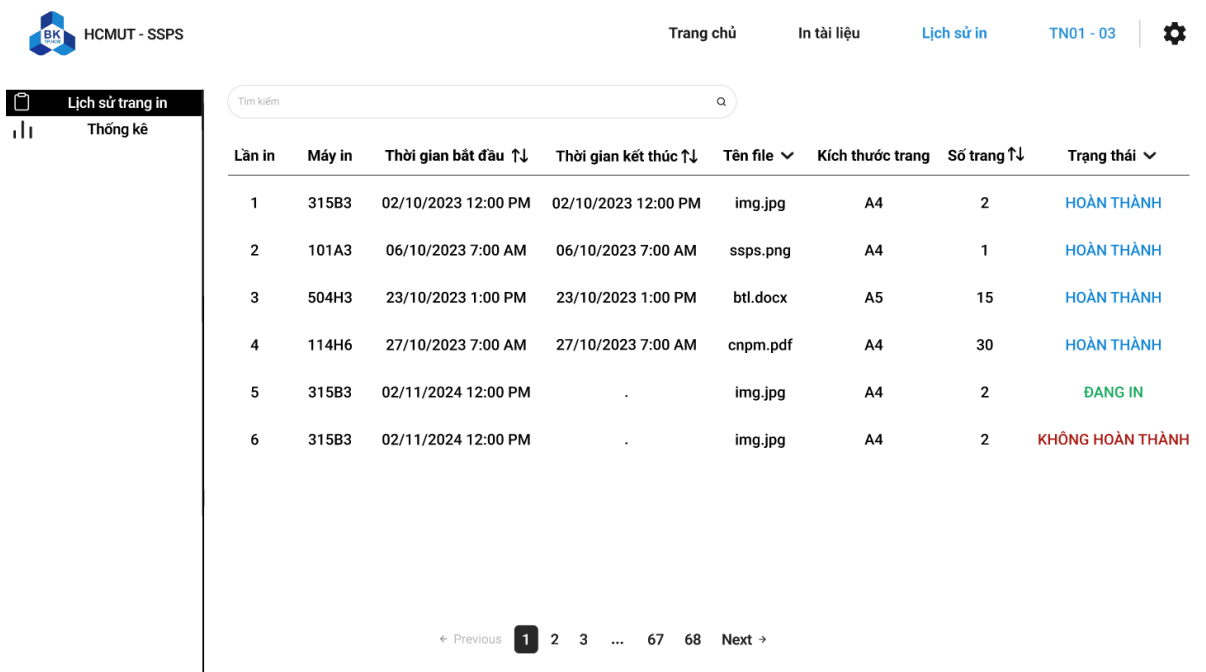 BK
TP.HCM
HCMUT - SSPS
Trang chủ In tài liệu Lịch sử in TN01 - 03
Lịch sử trang in
Thống kê
Tìm kiếm
Lần in Máy in Thời gian bắt đầu Thời gian kết thúc Tên file Kích thước trang Số trang Trạng thái
1 315B3 02/10/2023 12:00 PM 02/10/2023 12:00 PM img.jpg A4 2 HOÀN THÀNH
2 101A3 06/10/2023 7:00 AM 06/10/2023 7:00 AM ssps.png A4 1 HOÀN THÀNH
3 504H3 23/10/2023 1:00 PM 23/10/2023 1:00 PM btl.docx A5 15 HOÀN THÀNH
4 114H6 27/10/2023 7:00 AM 27/10/2023 7:00 AM cnpm.pdf A4 30 HOÀN THÀNH
5 315B3 02/11/2024 12:00 PM . img.jpg A4 2 ĐANG IN
6 315B3 02/11/2024 12:00 PM . img.jpg A4 2 KHÔNG HOÀN THÀNH
← Previous 1 2 3 ... 67 68 Next →